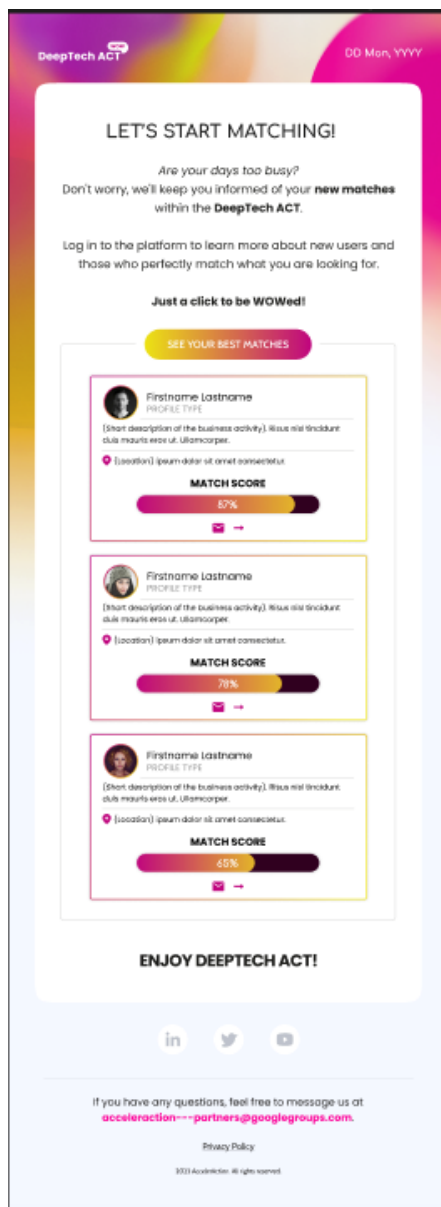 DeepTech ACT
WOW
DD Mon, YYYY
LET'S START MATCHING!
Are your days too busy?
Don't worry, we'll keep you informed of your new matches
within the DeepTech ACT.
Log in to the platform to learn more about new users and
those who perfectly match what you are looking for.
Just a click to be WOWed!
SEE YOUR BEST MATCHES
Firstname Lastname
PROFILE TYPE
(Short description of the business activity). Risus nisl tincidunt
duis mauris eros ut. Ullamcorper.
(Location) ipsum dolor sit amet consectetur.
MATCH SCORE
87%
Firstname Lastname
PROFILE TYPE
(Short description of the business activity). Risus nisl tincidunt
duis mauris eros ut. Ullamcorper.
(Location) ipsum dolor sit amet consectetur.
MATCH SCORE
78%
Firstname Lastname
PROFILE TYPE
(Short description of the business activity). Risus nisl tincidunt
duis mauris eros ut. Ullamcorper.
(Location) ipsum dolor sit amet consectetur.
MATCH SCORE
65%
ENJOY DEEPTECH ACT!
in
If you have any questions, feel free to message us at
acceleraction---partners@googlegroups.com.
Privacy Policy
All rights reserved.